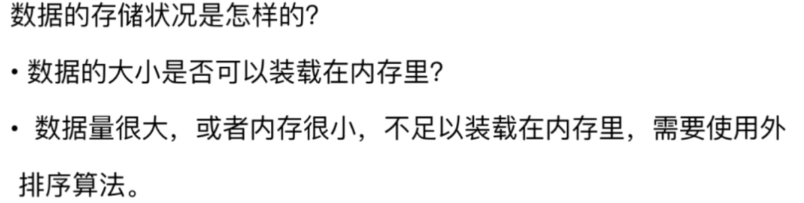 数据的存储状况是怎样的？
• 数据的大小是否可以装载在内存里？
• 数据量很大，或者内存很小，不足以装载在内存里，需要使用外
排序算法。